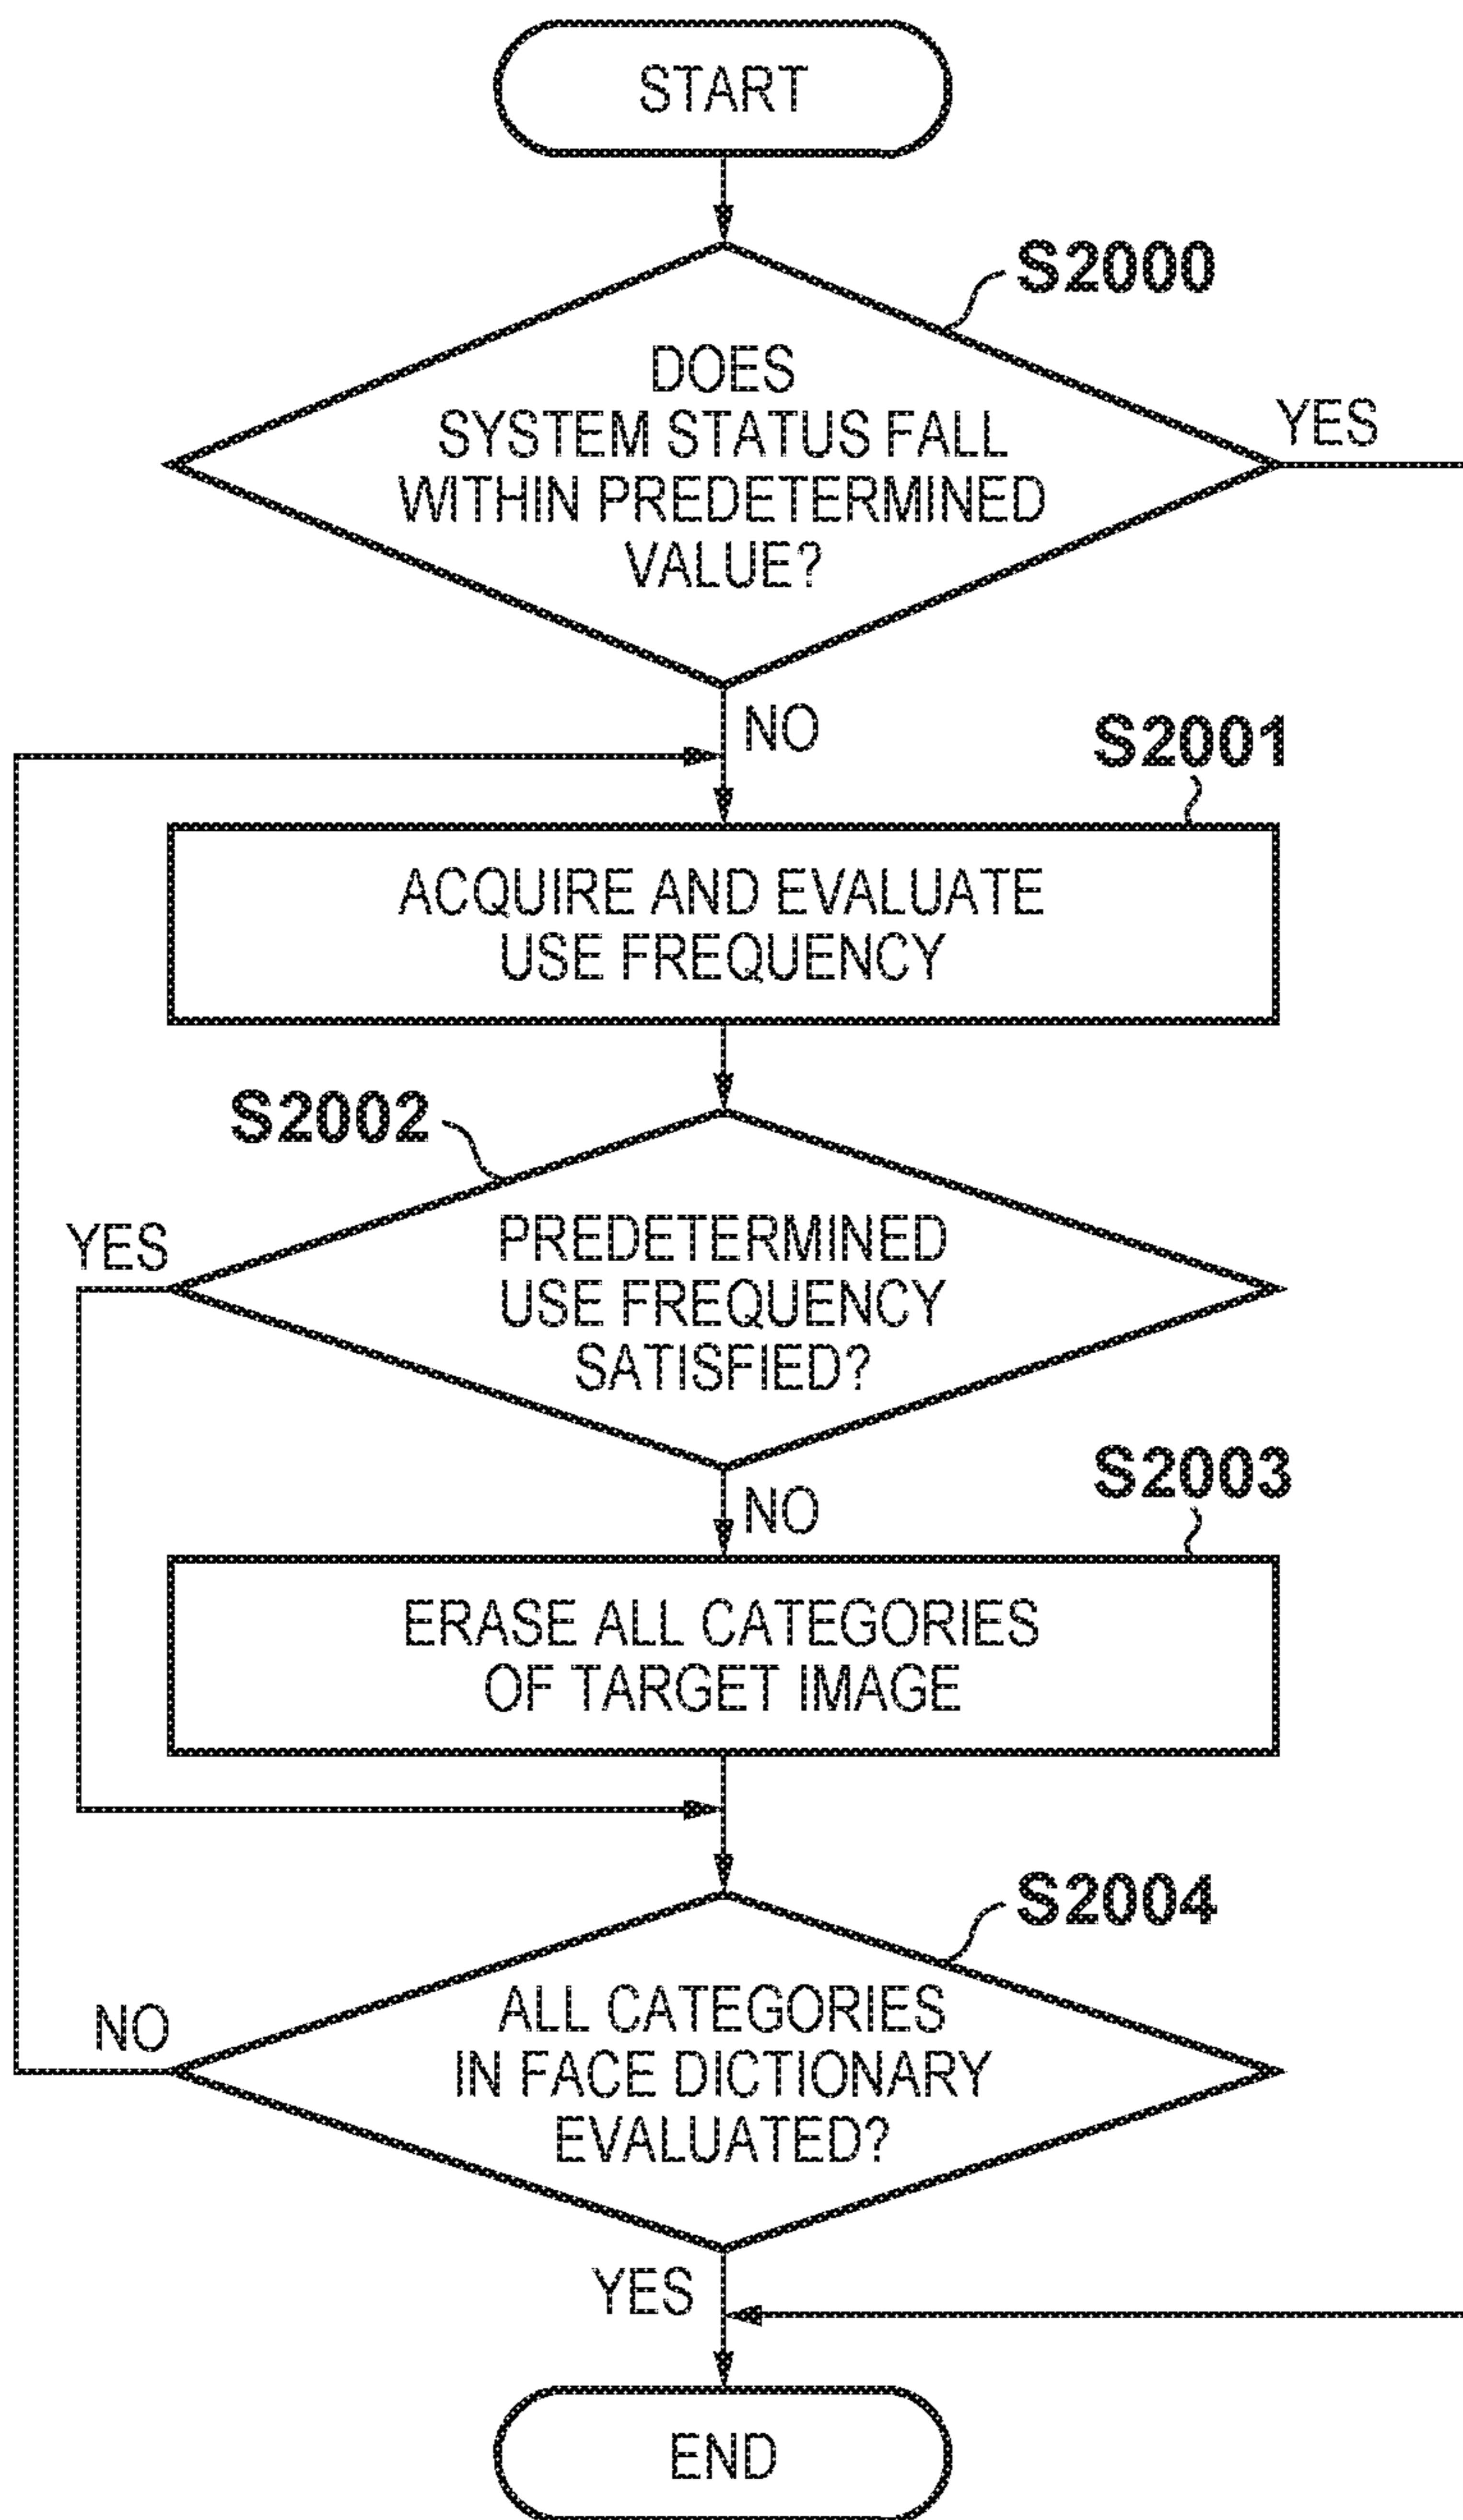 START
S2000
DOES
SYSTEM STATUS FALL
WITHIN PREDETERMINED
VALUE?
YES
NO
S2001
ACQUIRE AND EVALUATE
USE FREQUENCY
S2002
YES
PREDETERMINED
USE FREQUENCY
SATISFIED?
NO
S2003
ERASE ALL CATEGORIES
OF TARGET IMAGE
S2004
NO
ALL CATEGORIES
IN FACE DICTIONARY
EVALUATED?
YES
END